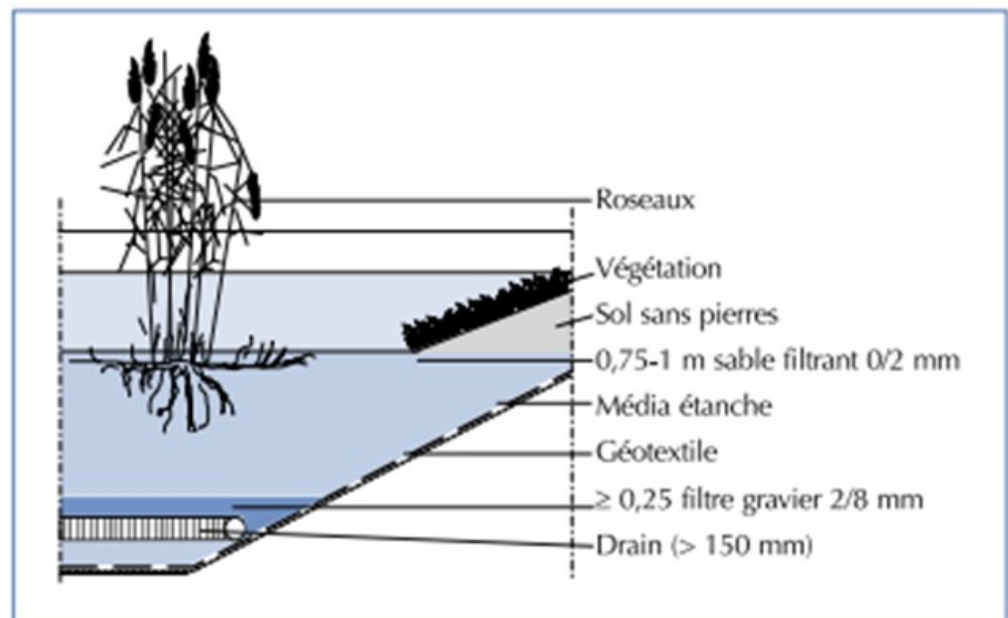 Roseaux
Végétation
Sol sans pierres
0,75-1 m sable filtrant 0/2 mm
Média étanche
Géotextile
≥ 0,25 filtre gravier 2/8 mm
Drain (> 150 mm)